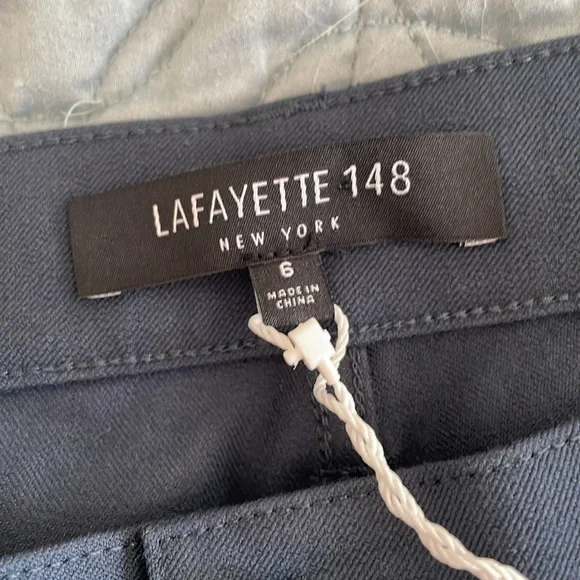 LAFAYETTE 148
NEW YORK
6
MADE IN
CHINA